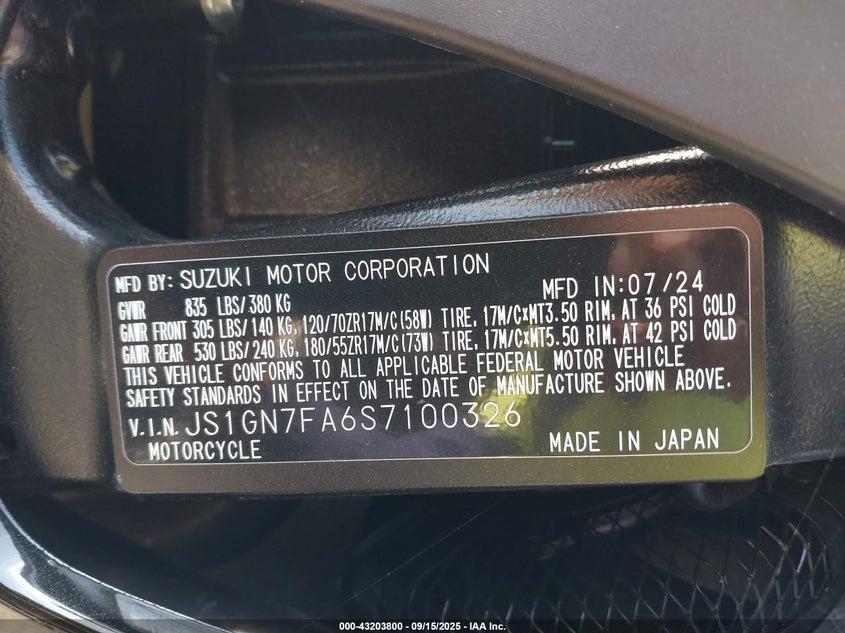 MFD BY: SUZUKI MOTOR CORPORATION MFD IN:07/24
GVWR 835 LBS/ 380 KG
GAWR FRONT 305 LBS/ 140 KG, 120/70ZR17M/C(58W) TIRE, 17M/C×MT3.50 RIM, AT 36 PSI COLD
GAWR REAR 530 LBS/ 240 KG, 180/55ZR17M/C(73W) TIRE, 17M/C×MT5.50 RIM, AT 42 PSI COLD
THIS VEHICLE CONFORMS TO ALL APPLICABLE FEDERAL MOTOR VEHICLE
SAFETY STANDARDS IN EFFECT ON THE DATE OF MANUFACTURE SHOWN ABOVE.
V.I.N. JS1GN7FA6S7100326
MOTORCYCLE MADE IN JAPAN
000-43203800 - 09/15/2025 - IAA Inc.